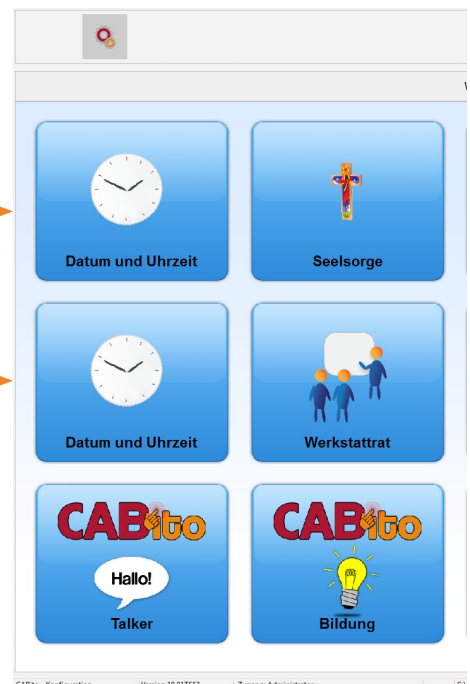 Datum und Uhrzeit
Seelsorge
Datum und Uhrzeit
Werkstattrat
CABito
CABito
Hallo!
Talker
Bildung